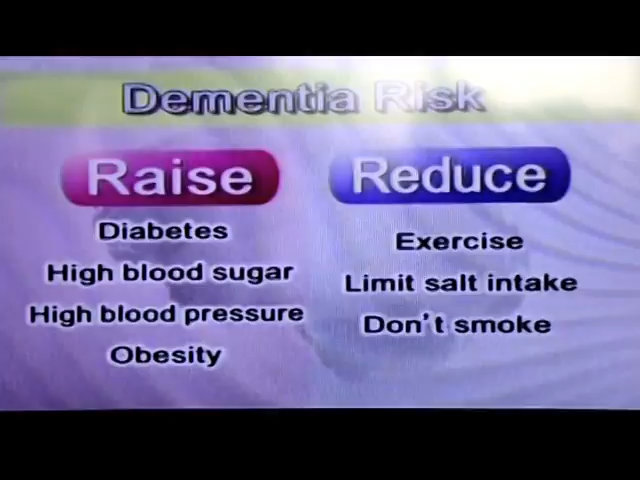 Dementia Risk
Raise
Diabetes
High blood sugar
High blood pressure
Obesity
Reduce
Exercise
Limit salt intake
Don't smoke